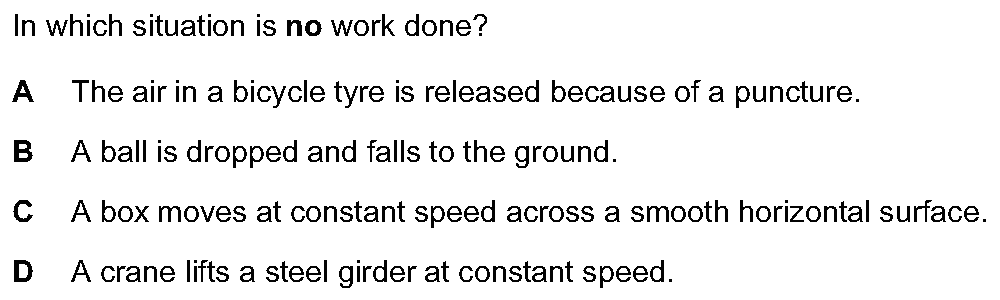 In which situation is no work done?
A The air in a bicycle tyre is released because of a puncture.
B A ball is dropped and falls to the ground.
C A box moves at constant speed across a smooth horizontal surface.
D A crane lifts a steel girder at constant speed.